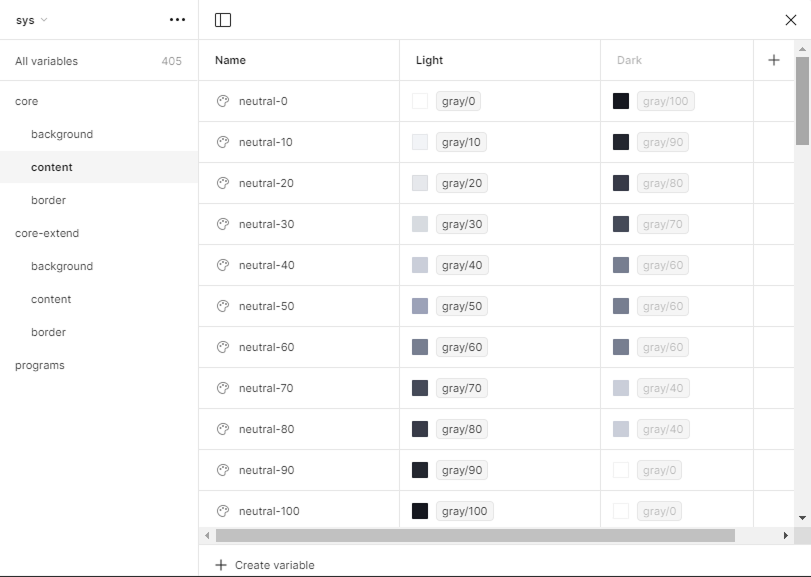 sys
All variables 405
core
background
content
border
core-extend
background
content
border
programs
Name Light Dark
neutral-0 gray/0 gray/100
neutral-10 gray/10 gray/90
neutral-20 gray/20 gray/80
neutral-30 gray/30 gray/70
neutral-40 gray/40 gray/60
neutral-50 gray/50 gray/60
neutral-60 gray/60 gray/60
neutral-70 gray/70 gray/40
neutral-80 gray/80 gray/40
neutral-90 gray/90 gray/0
neutral-100 gray/100 gray/0
Create variable